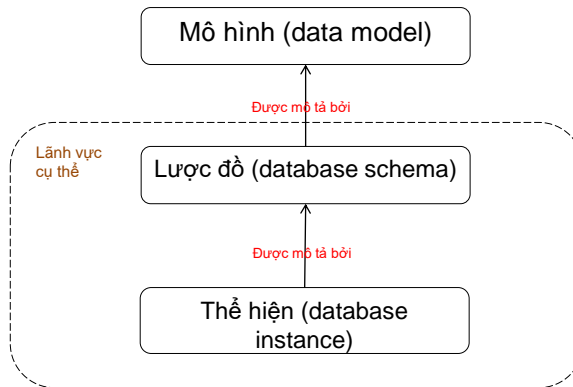 Mô hình (data model)
Được mô tả bởi
Lãnh vực
cụ thể
Lược đồ (database schema)
Được mô tả bởi
Thể hiện (database
instance)